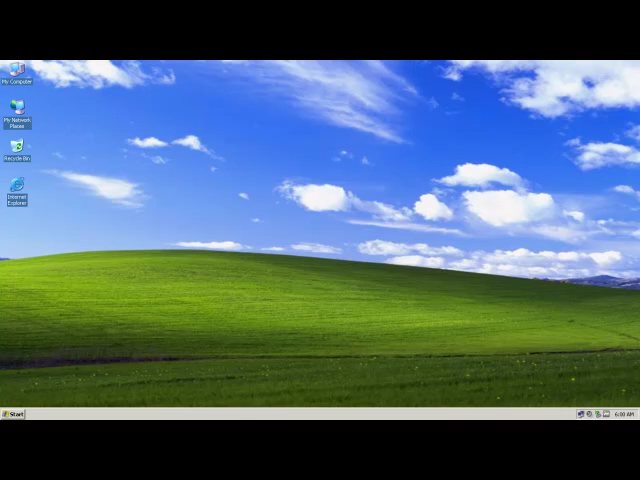 My Computer
My Network
Places
Recycle Bin
Internet
Explorer
Start
6:00 AM